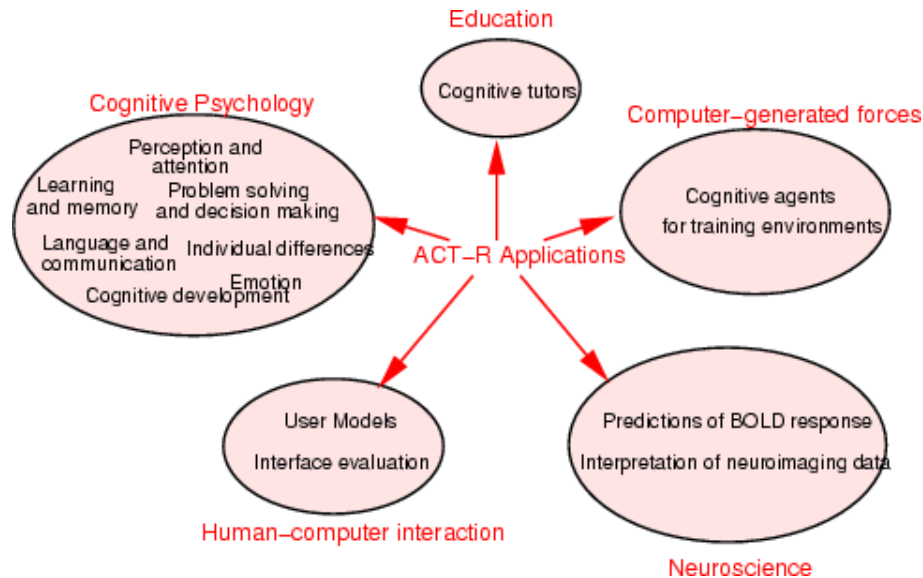 Education
Cognitive tutors
Cognitive Psychology
Perception and
attention
Learning
and memory
Problem solving
and decision making
Language and
communication
Individual differences
Emotion
Cognitive development
Computer-generated forces
Cognitive agents
for training environments
ACT-R Applications
User Models
Interface evaluation
Human-computer interaction
Predictions of BOLD response
Interpretation of neuroimaging data
Neuroscience